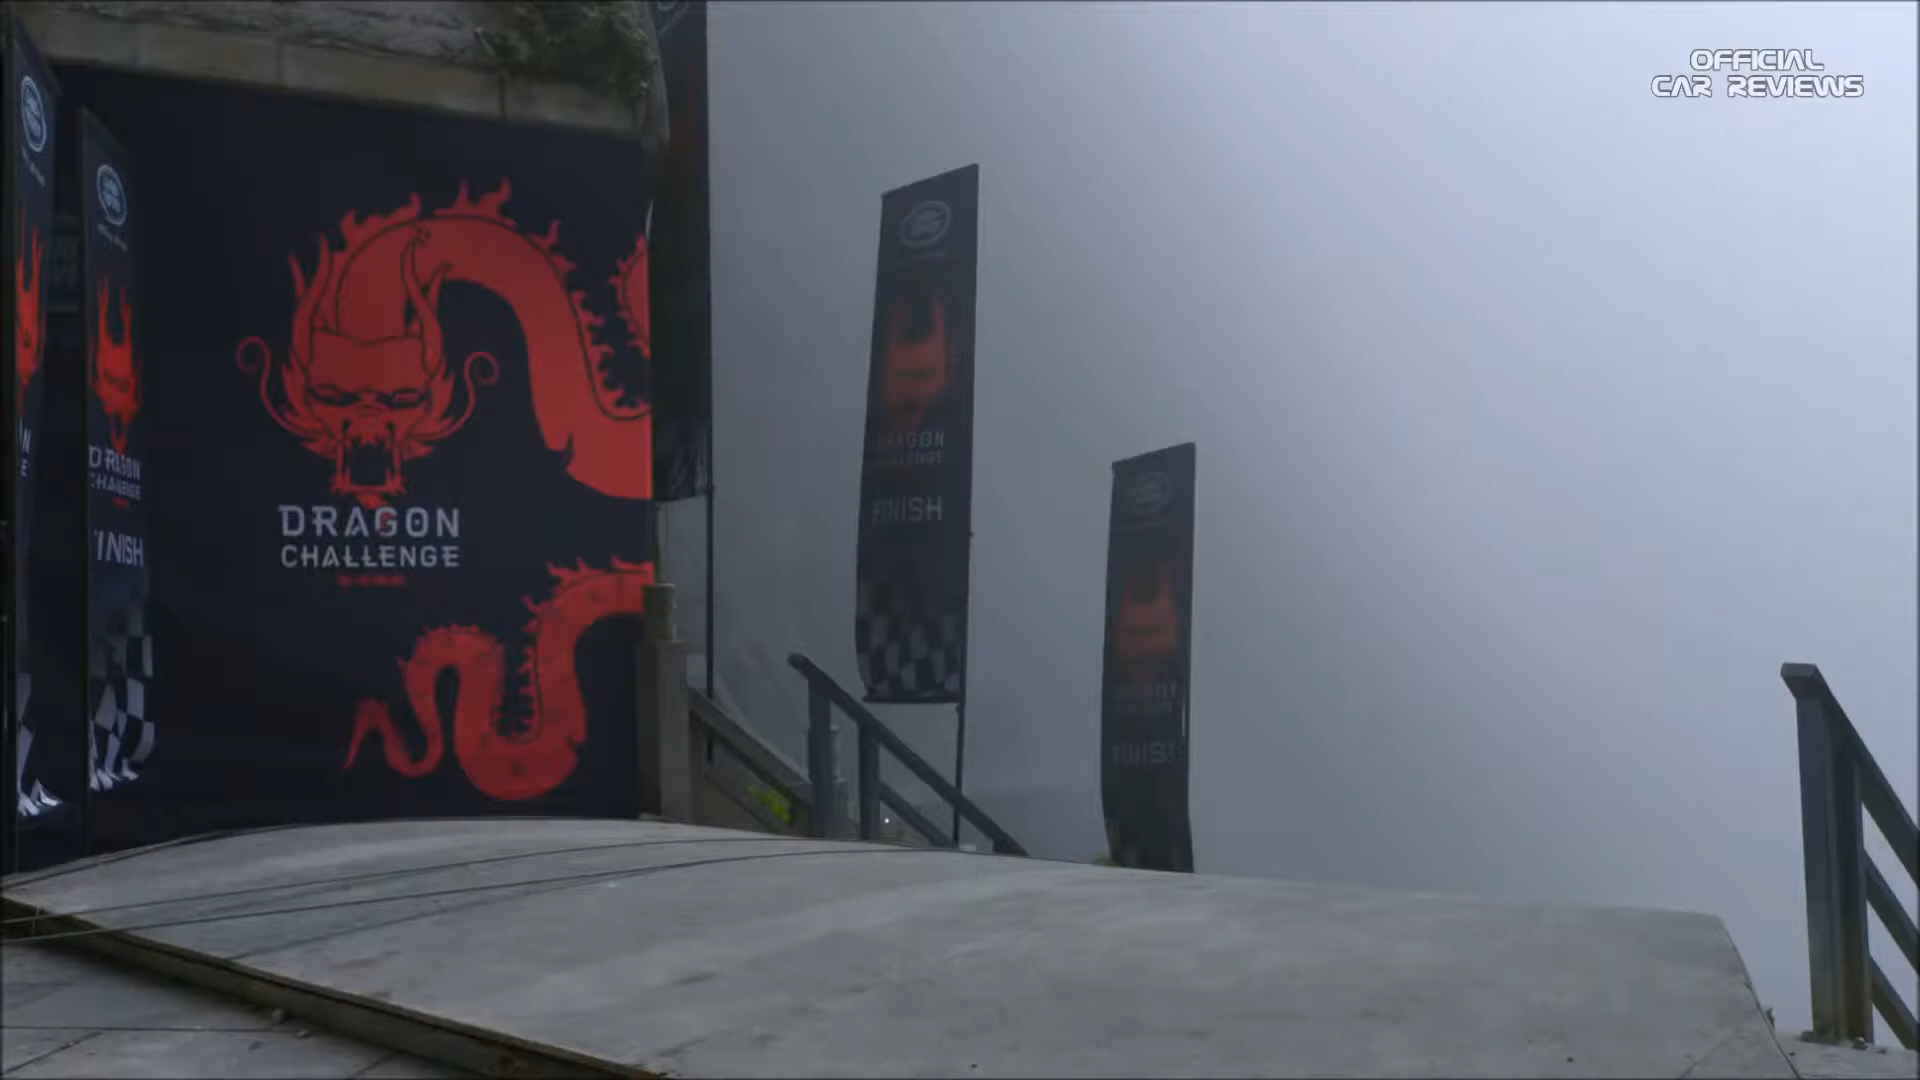 OFFICIAL
CAR REVIEWS
DRAGON
CHALLENGE
FINISH
DRAGON
CHALLENGE
DRAGON
CHALLENGE
FINISH
FINISH